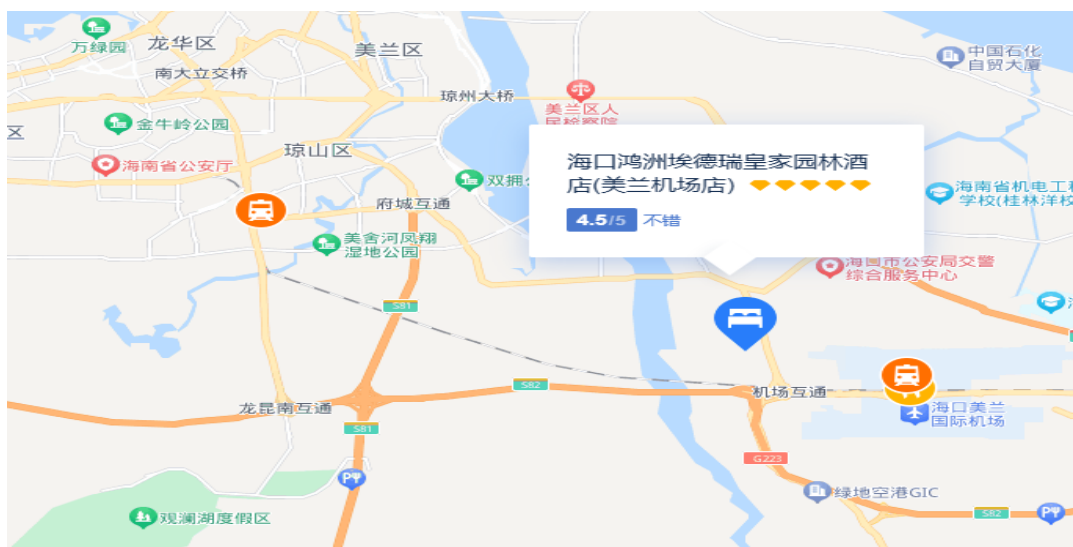 万绿园
龙华区
美兰区
中国石化
自贸大厦
南大立交桥
琼州大桥
美兰区人
民检察院
区
金牛岭公园
琼山区
海南省公安厅
双拥
海口鸿洲埃德瑞皇家园林酒
店(美兰机场店)
4.5/5 不错
海南省机电工程
学校(桂林洋校
府城互通
美舍河凤翔
湿地公园
海口市公安局交警
综合服务中心
S81
S82
机场互通
龙昆南互通
海口美兰
国际机场
S81
G223
P
绿地空港GIC
观澜湖度假区
S82
P